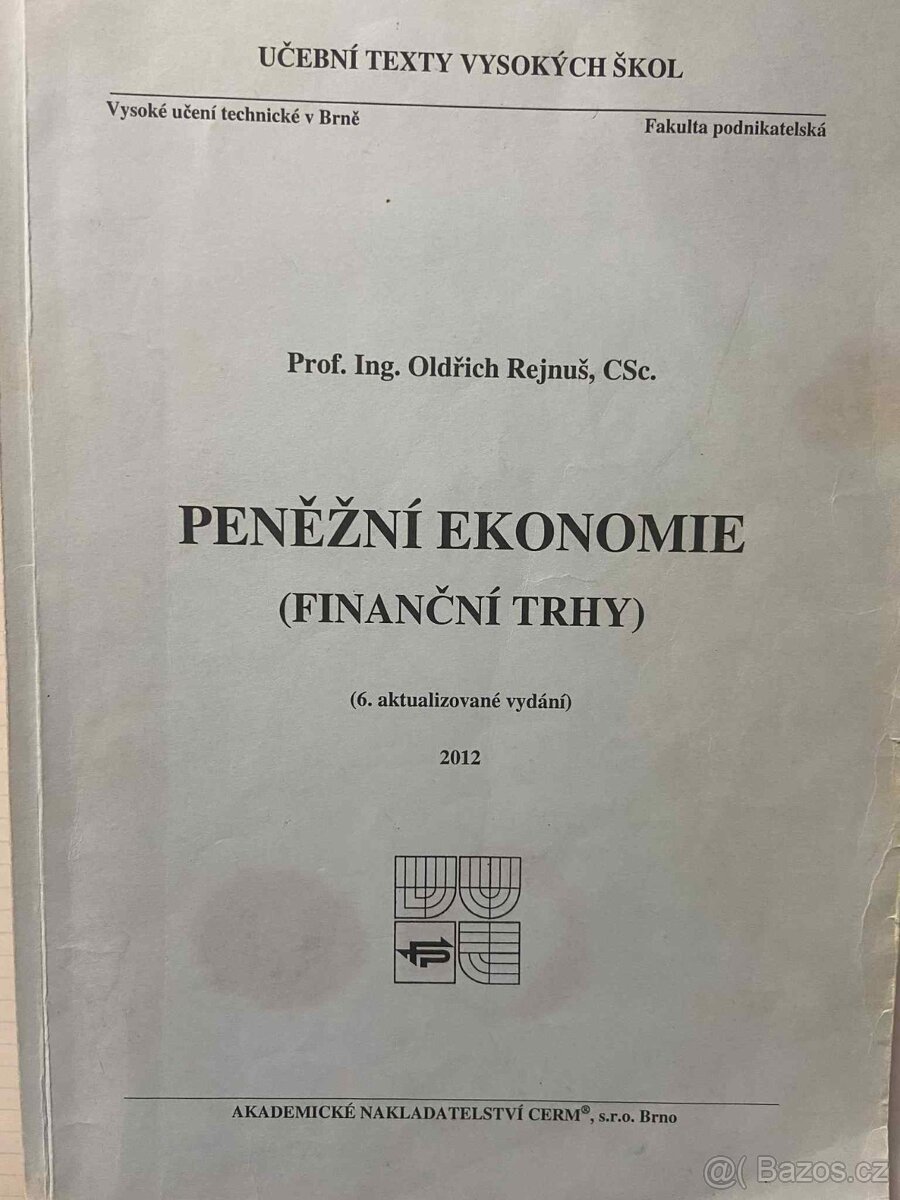 UČEBNÍ TEXTY VYSOKÝCH ŠKOL
Vysoké učení technické v Brně
Fakulta podnikatelská
Prof. Ing. Oldřich Rejnuš, CSc.
PENĚŽNÍ EKONOMIE
(FINANČNÍ TRHY)
(6. aktualizované vydání)
2012
AKADEMICKÉ NAKLADATELSTVÍ CERM®, s.r.o. Brno
@( Bazos.cz